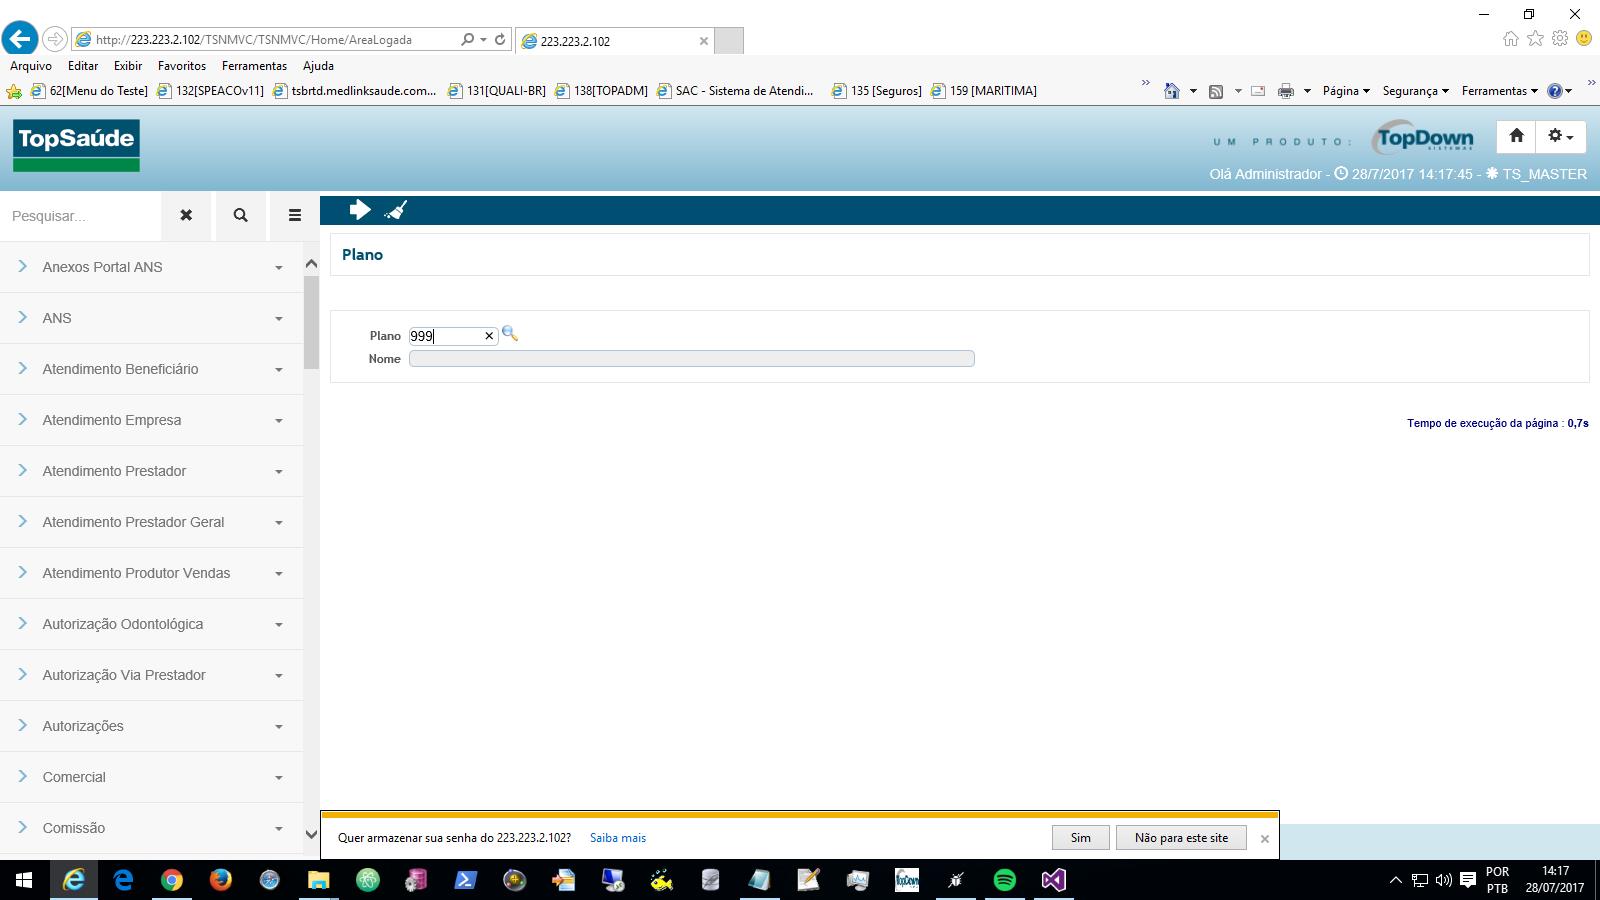 http://223.223.2.102/TSNMVC/TSNMVC/Home/AreaLogada
223.223.2.102
Arquivo Editar Exibir Favoritos Ferramentas Ajuda
62[Menu do Teste] 132[SPEACOv11] tsbrtd.medlinksaude.com... 131[QUALI-BR] 138[TOPADM] SAC - Sistema de Atendi... 135 [Seguros] 159 [MARITIMA] Página Segurança Ferramentas
TopSaúde
UM PRODUTO: TopDown SISTEMAS
Olá Administrador - 28/7/2017 14:17:45 - TS_MASTER
Pesquisar...
Plano
Anexos Portal ANS
ANS
Atendimento Beneficiário
Atendimento Empresa
Atendimento Prestador
Atendimento Prestador Geral
Atendimento Produtor Vendas
Autorização Odontológica
Autorização Via Prestador
Autorizações
Comercial
Comissão
Plano 999
Nome
Tempo de execução da página : 0,7s
Quer armazenar sua senha do 223.223.2.102? Saiba mais Sim Não para este site
TopDown
POR
PTB
14:17
28/07/2017